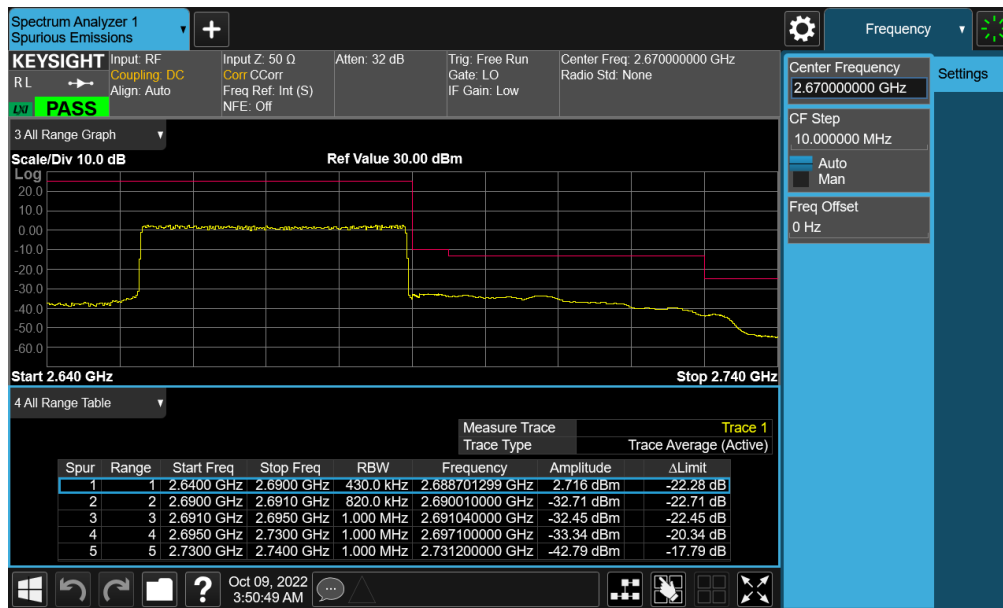 Spectrum Analyzer 1
Spurious Emissions
Frequency
KEYSIGHT
R L
LXI
PASS
Input: RF
Coupling: DC
Align: Auto
Input Z: 50 Ω
Corr CCorr
Freq Ref: Int (S)
NFE: Off
Atten: 32 dB
Trig: Free Run
Gate: LO
IF Gain: Low
Center Freq: 2.670000000 GHz
Radio Std: None
Center Frequency
2.670000000 GHz
Settings
CF Step
10.000000 MHz
Auto
Man
Freq Offset
0 Hz
3 All Range Graph
Scale/Div 10.0 dB
Ref Value 30.00 dBm
Log
20.0
10.0
0.00
-10.0
-20.0
-30.0
-40.0
-50.0
-60.0
Start 2.640 GHz
Stop 2.740 GHz
4 All Range Table
Measure Trace Trace 1
Trace Type Trace Average (Active)
Spur Range Start Freq Stop Freq RBW Frequency Amplitude ΔLimit
1 1 2.6400 GHz 2.6900 GHz 430.0 kHz 2.688701299 GHz 2.716 dBm -22.28 dB
2 2 2.6900 GHz 2.6910 GHz 820.0 kHz 2.690010000 GHz -32.71 dBm -22.71 dB
3 3 2.6910 GHz 2.6950 GHz 1.000 MHz 2.691040000 GHz -32.45 dBm -22.45 dB
4 4 2.6950 GHz 2.7300 GHz 1.000 MHz 2.697100000 GHz -33.34 dBm -20.34 dB
5 5 2.7300 GHz 2.7400 GHz 1.000 MHz 2.731200000 GHz -42.79 dBm -17.79 dB
?
Oct 09, 2022
3:50:49 AM